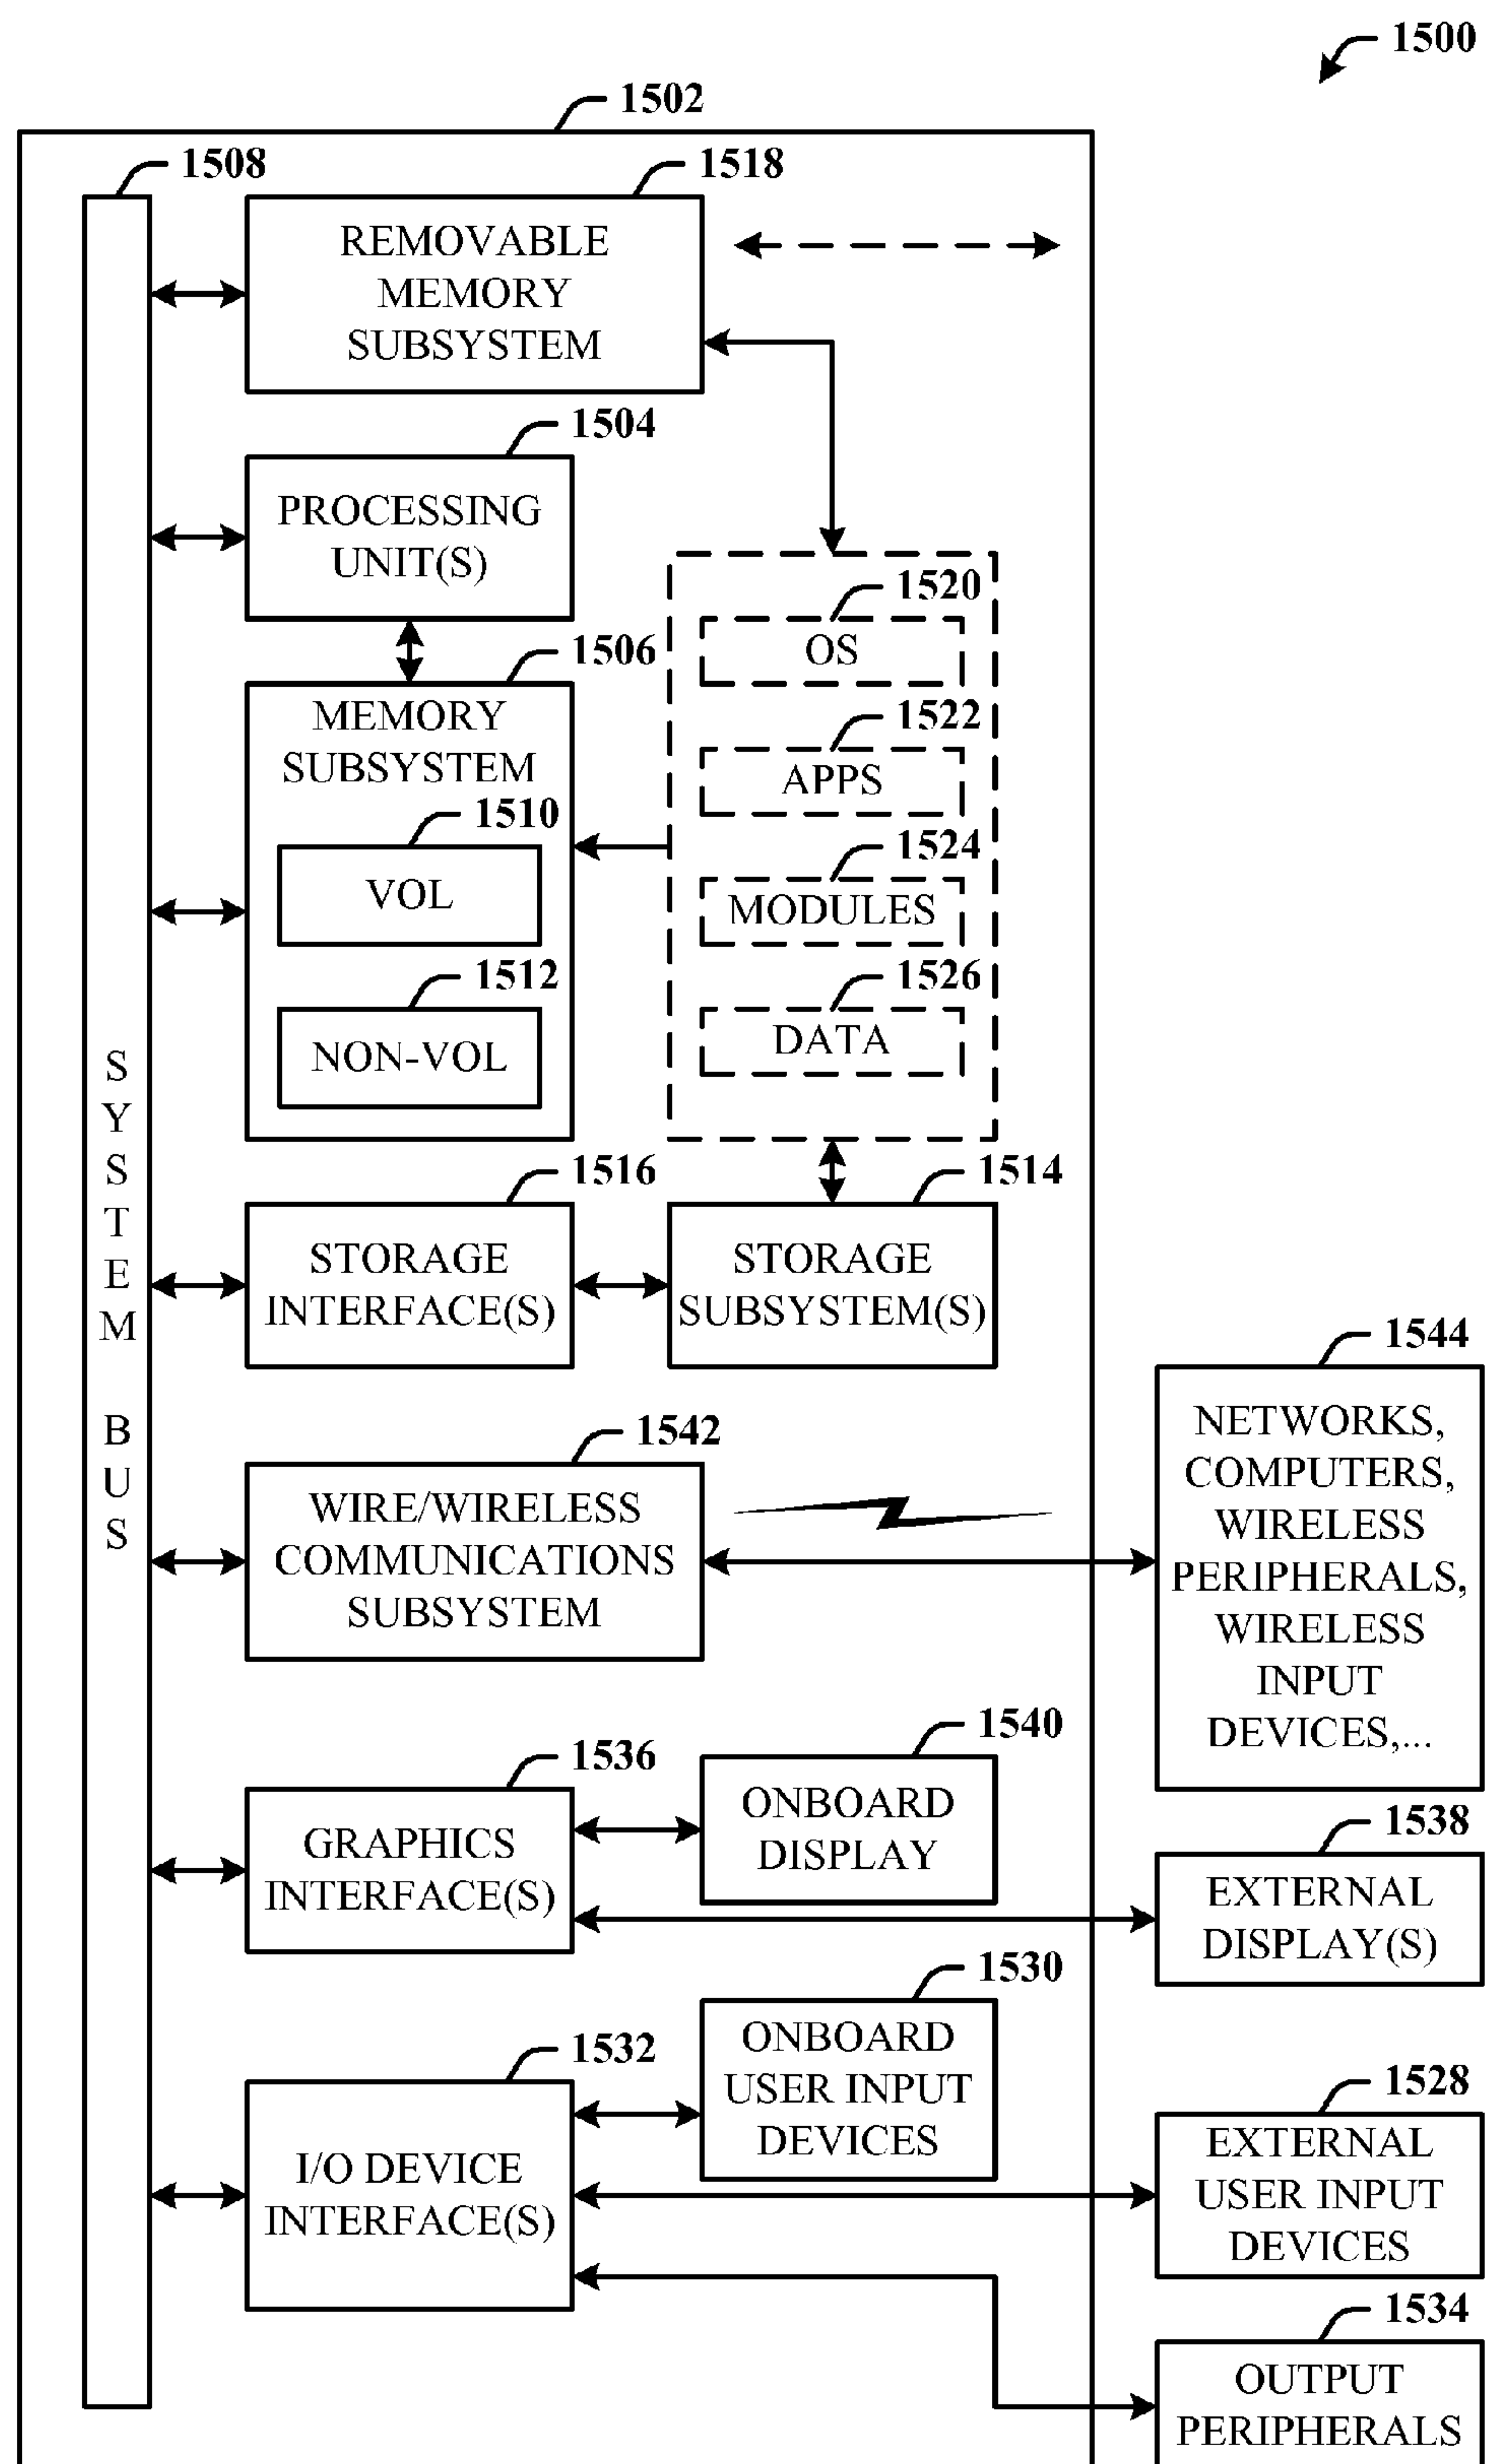 1500
1502
1508
1518
REMOVABLE
MEMORY
SUBSYSTEM
1504
PROCESSING
UNIT(S)
1506
MEMORY
SUBSYSTEM
1510
VOL
1512
NON-VOL
1520
OS
1522
APPS
1524
MODULES
1526
DATA
SYSTEM BUS
1516
STORAGE
INTERFACE(S)
1514
STORAGE
SUBSYSTEM(S)
1542
WIRE/WIRELESS
COMMUNICATIONS
SUBSYSTEM
1544
NETWORKS,
COMPUTERS,
WIRELESS
PERIPHERALS,
WIRELESS
INPUT
DEVICES,...
1536
GRAPHICS
INTERFACE(S)
1540
ONBOARD
DISPLAY
1538
EXTERNAL
DISPLAY(S)
1532
I/O DEVICE
INTERFACE(S)
1530
ONBOARD
USER INPUT
DEVICES
1528
EXTERNAL
USER INPUT
DEVICES
1534
OUTPUT
PERIPHERALS